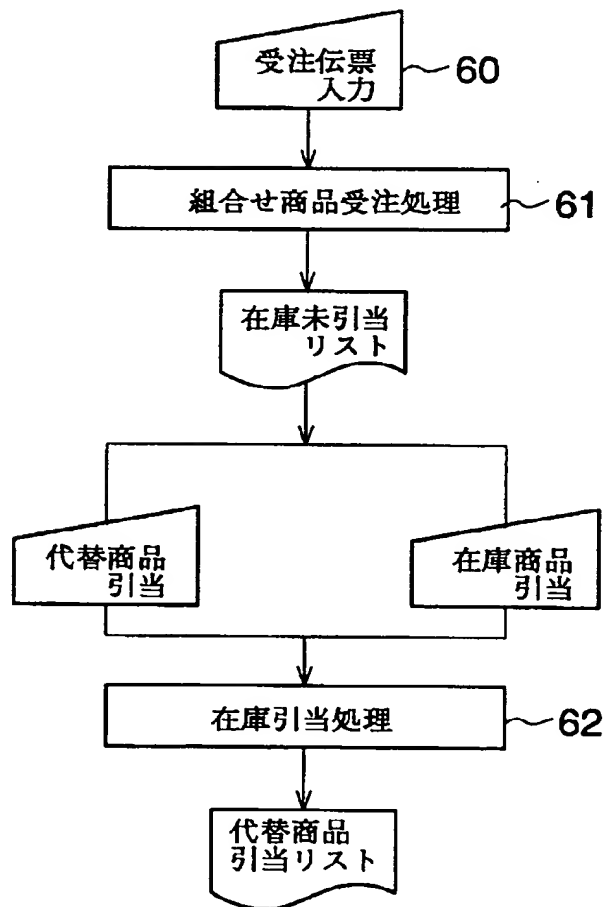 受注伝票
入力
60
組合せ商品受注処理
61
在庫未引当
リスト
代替商品
引当
在庫商品
引当
在庫引当処理
62
代替商品
引当リスト